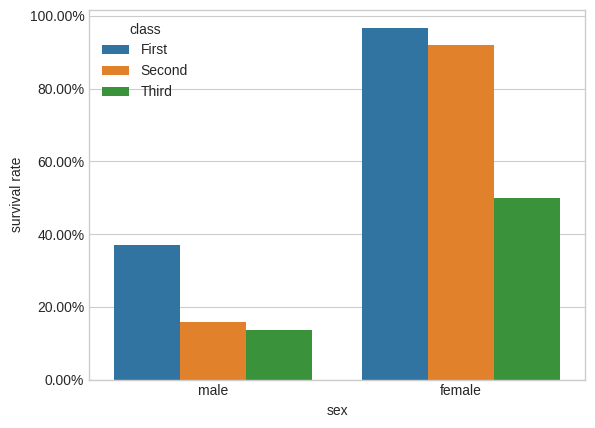 100.00%
80.00%
60.00%
40.00%
20.00%
0.00%
survival rate
class
First
Second
Third
male
female
sex